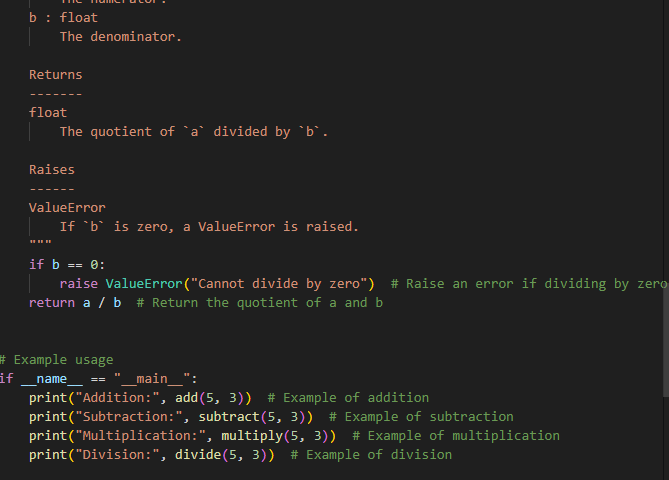 The numerator.
b : float
The denominator.
Returns
-------
float
The quotient of `a` divided by `b`.
Raises
------
ValueError
If `b` is zero, a ValueError is raised.
"""
if b == 0:
raise ValueError("Cannot divide by zero")  # Raise an error if dividing by zero
return a / b  # Return the quotient of a and b
# Example usage
if __name__ == "__main__":
print("Addition:", add(5, 3))  # Example of addition
print("Subtraction:", subtract(5, 3))  # Example of subtraction
print("Multiplication:", multiply(5, 3))  # Example of multiplication
print("Division:", divide(5, 3))  # Example of division